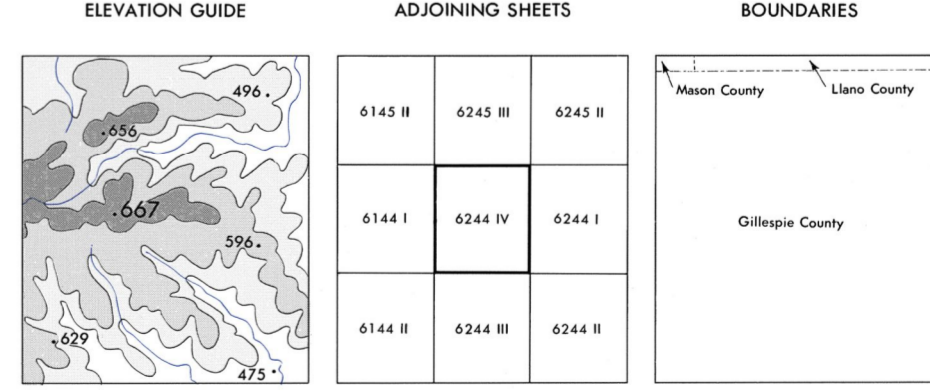 ELEVATION GUIDE
496
.656
.667
596
.629
475
ADJOINING SHEETS
6145 II 6245 III 6245 II
6144 I 6244 IV 6244 I
6144 II 6244 III 6244 II
BOUNDARIES
Mason County
Llano County
Gillespie County